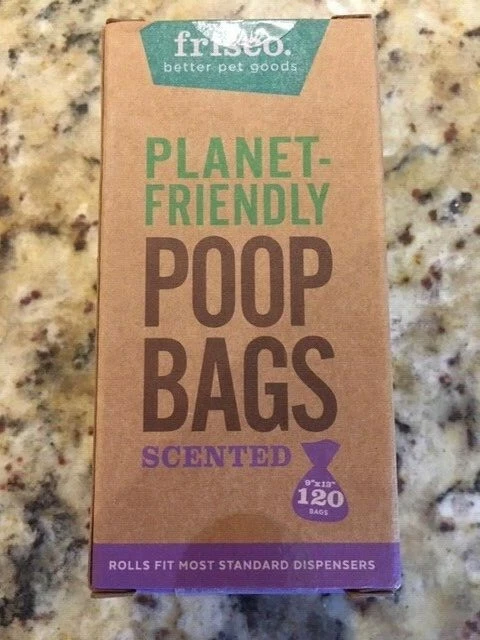 frisco.
better pet goods
PLANET-
FRIENDLY
POOP
BAGS
SCENTED
9"x13"
120
BAGS
ROLLS FIT MOST STANDARD DISPENSERS